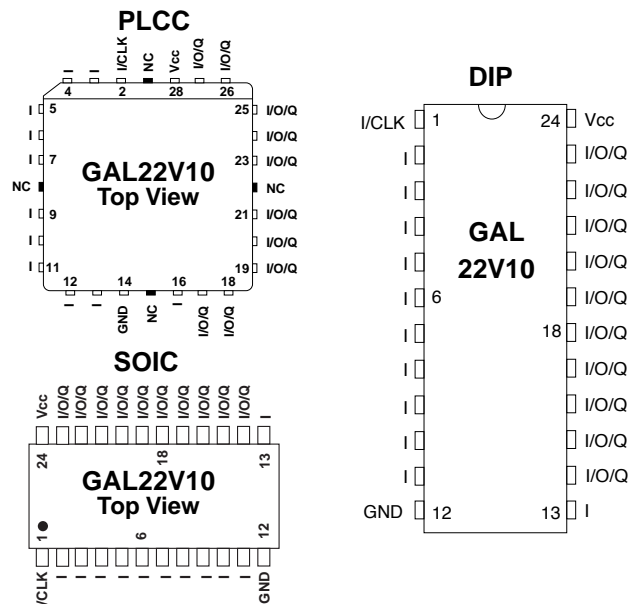 PLCC
I I I/CLK NC Vcc I/O/Q I/O/Q
4 2 28 26
I 5 25 I/O/Q
I I/O/Q
I 7 GAL22V10 23 I/O/Q
NC Top View NC
I 9 21 I/O/Q
I I/O/Q
I 11 19 I/O/Q
12 14 16 18
I I GND NC I I/O/Q I/O/Q
SOIC
Vcc I/O/Q I/O/Q I/O/Q I/O/Q I/O/Q I/O/Q I/O/Q I/O/Q I/O/Q I/O/Q I
24 18 13
GAL22V10
Top View
1 6 12
I/CLK I I I I I I I I I I GND
DIP
I/CLK 1 24 Vcc
I I/O/Q
I I/O/Q
I GAL I/O/Q
I 22V10 I/O/Q
I 6 I/O/Q
I 18 I/O/Q
I I/O/Q
I I/O/Q
I I/O/Q
I I/O/Q
GND 12 13 I